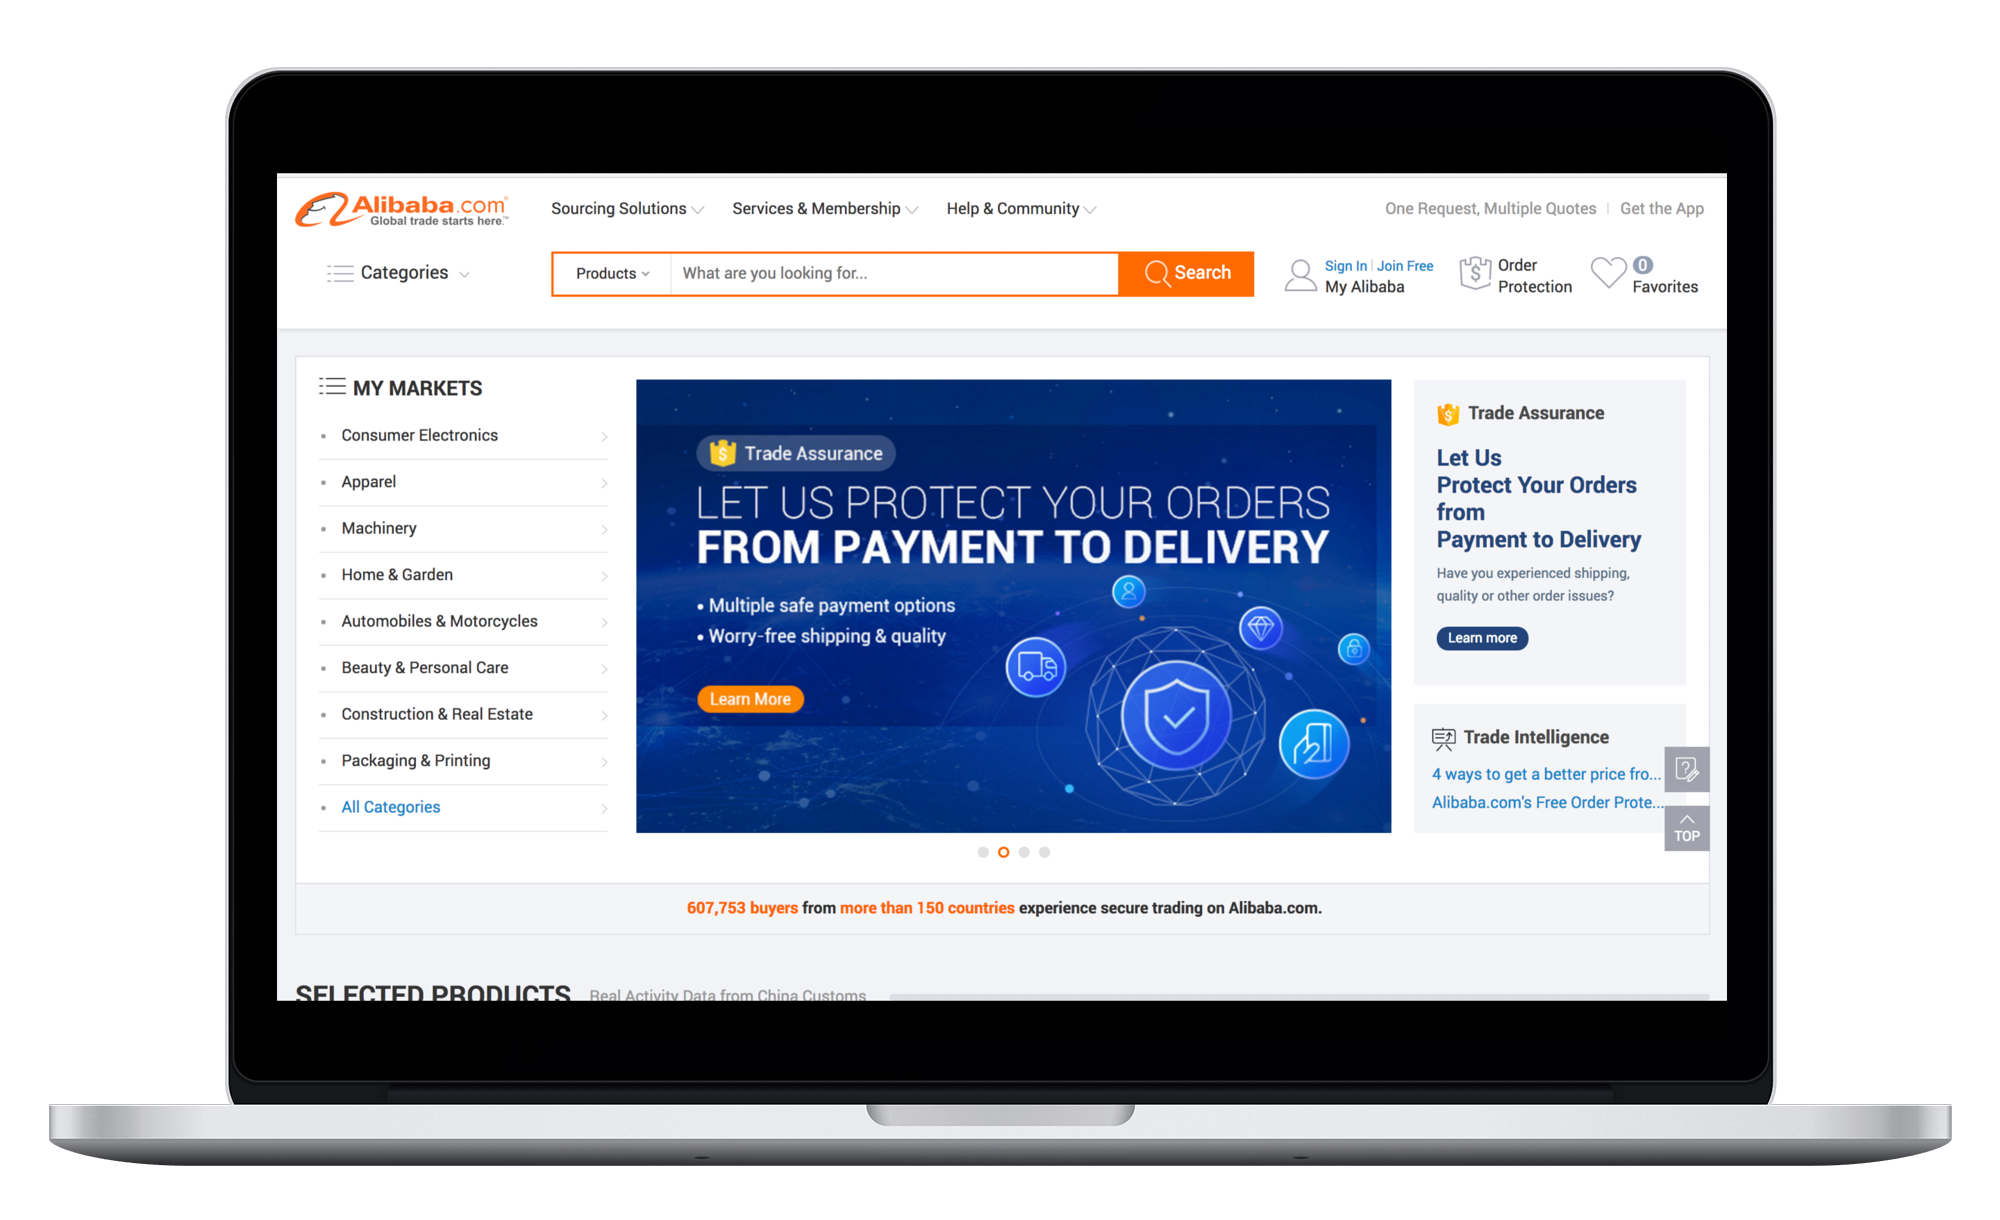 Alibaba.com®
Global trade starts here.™
Sourcing Solutions
Services & Membership
Help & Community
One Request, Multiple Quotes | Get the App
Categories
Products
What are you looking for...
Search
Sign In | Join Free
My Alibaba
Order
Protection
0
Favorites
MY MARKETS
Consumer Electronics
Apparel
Machinery
Home & Garden
Automobiles & Motorcycles
Beauty & Personal Care
Construction & Real Estate
Packaging & Printing
All Categories
$ Trade Assurance
LET US PROTECT YOUR ORDERS
FROM PAYMENT TO DELIVERY
• Multiple safe payment options
• Worry-free shipping & quality
Learn More
$ Trade Assurance
Let Us
Protect Your Orders
from
Payment to Delivery
Have you experienced shipping,
quality or other order issues?
Learn more
Trade Intelligence
4 ways to get a better price fro...
Alibaba.com's Free Order Prote...
TOP
607,753 buyers from more than 150 countries experience secure trading on Alibaba.com.
SELECTED PRODUCTS
Real Activity Data from China Customs